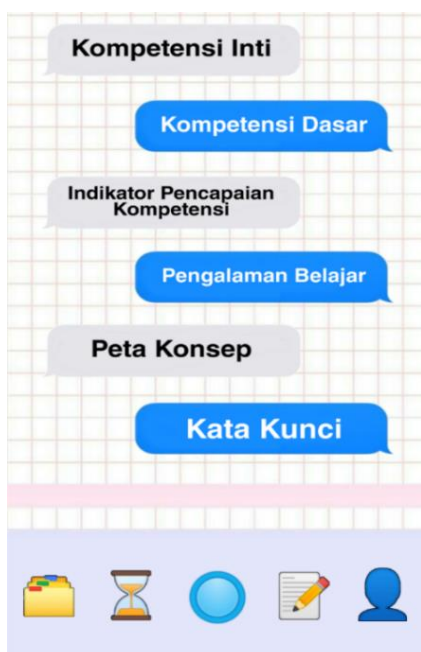 Kompetensi Inti
Kompetensi Dasar
Indikator Pencapaian
Kompetensi
Pengalaman Belajar
Peta Konsep
Kata Kunci